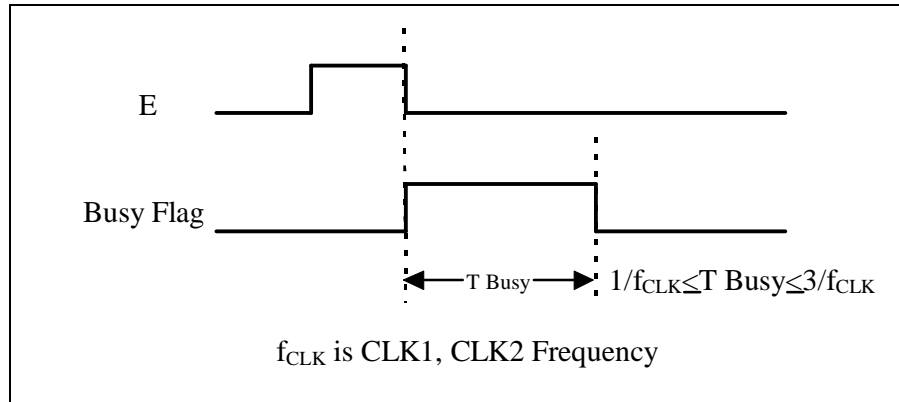 E
Busy Flag
T Busy
1/fCLK≤T Busy≤3/fCLK
fCLK is CLK1, CLK2 Frequency